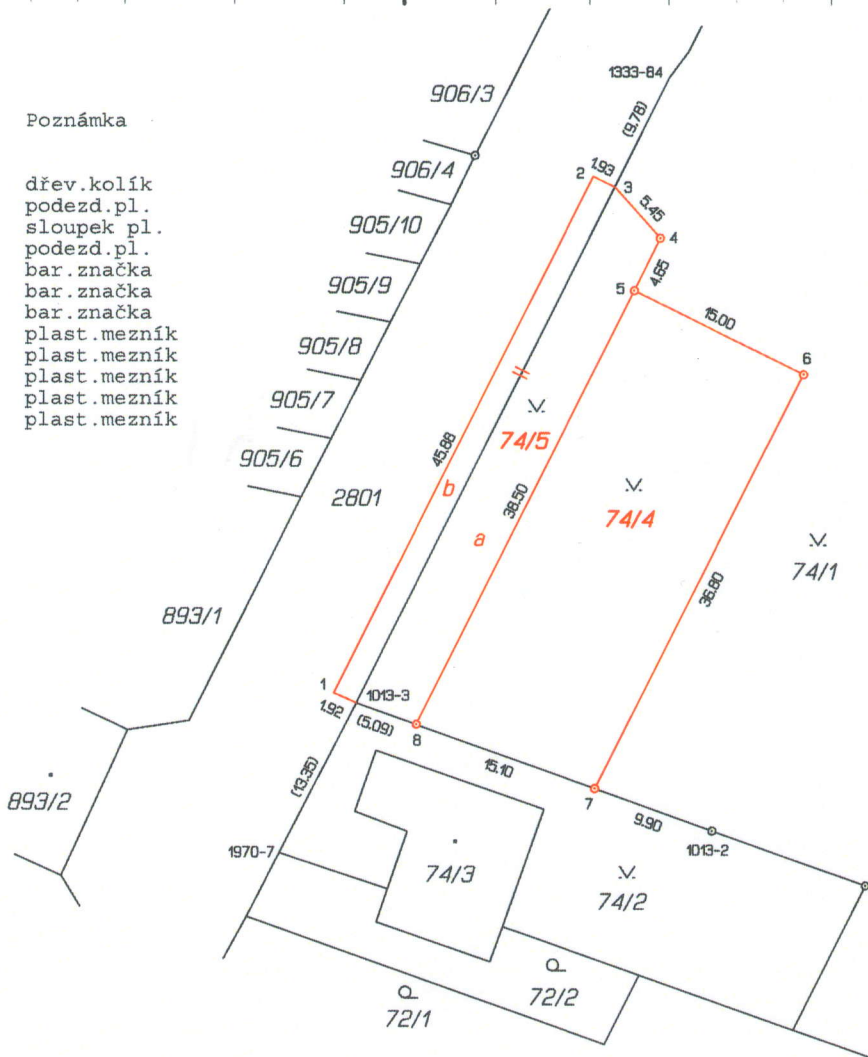 Poznámka
dřev.kolík
podezd.pl.
sloupek pl.
podezd.pl.
bar.značka
bar.značka
bar.značka
plast.mezník
plast.mezník
plast.mezník
plast.mezník
plast.mezník
906/3
1333-84
(9.78)
906/4
2
1.93
3
5.45
905/10
4
4.65
905/9
5
15.00
905/8
6
905/7
74/5
45.88
905/6
2801
b
38.50
74/4
a
74/1
36.80
893/1
1
1013-3
1.92
(5.09)
8
15.10
(13.35)
7
9.90
893/2
1970-7
1013-2
74/3
74/2
72/2
72/1